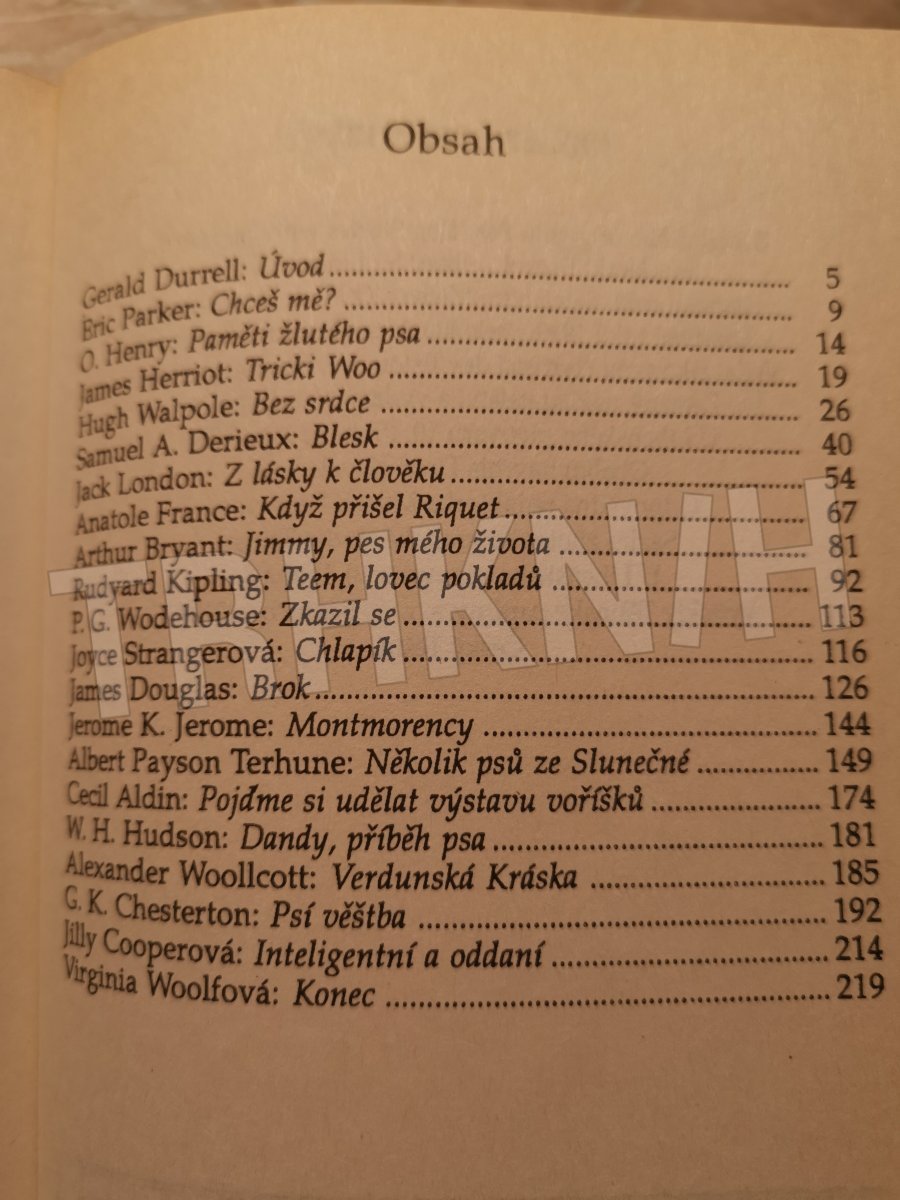 Obsah
Gerald Durrell: Úvod ........ 5
Eric Parker: Chceš mě? ........ 9
O. Henry: Paměti žlutého psa ........ 14
James Herriot: Tricki Woo ........ 19
Hugh Walpole: Bez srdce ........ 26
Samuel A. Derieux: Blesk ........ 40
Jack London: Z lásky k člověku ........ 54
Anatole France: Když přišel Riquet ........ 67
Arthur Bryant: Jimmy, pes mého života ........ 81
Rudyard Kipling: Teem, lovec pokladů ........ 92
P. G. Wodehouse: Zkazil se ........ 113
Joyce Strangerová: Chlapík ........ 116
James Douglas: Brok ........ 126
Jerome K. Jerome: Montmorency ........ 144
Albert Payson Terhune: Několik psů ze Slunečné ........ 149
Cecil Aldin: Pojďme si udělat výstavu voříšků ........ 174
W. H. Hudson: Dandy, příběh psa ........ 181
Alexander Woollcott: Verdunská Kráska ........ 185
G. K. Chesterton: Psí věštba ........ 192
Jilly Cooperová: Inteligentní a oddaní ........ 214
Virginia Woolfová: Konec ........ 219
TRHKNIH